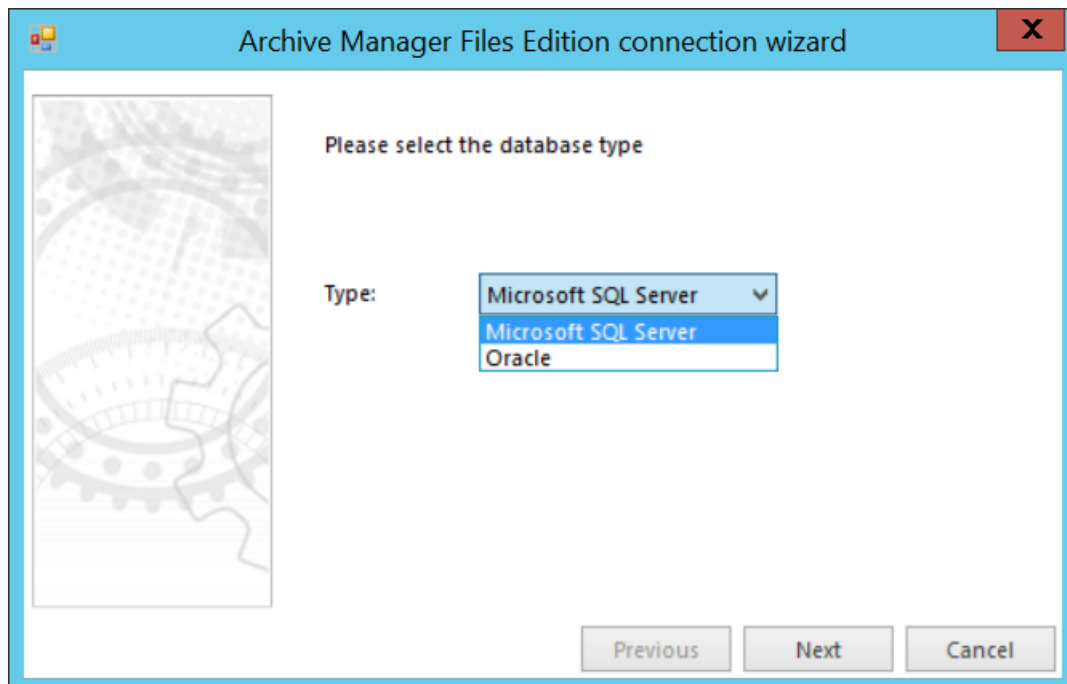 Archive Manager Files Edition connection wizard
X
Please select the database type
Type:
Microsoft SQL Server
Microsoft SQL Server
Oracle
Previous
Next
Cancel